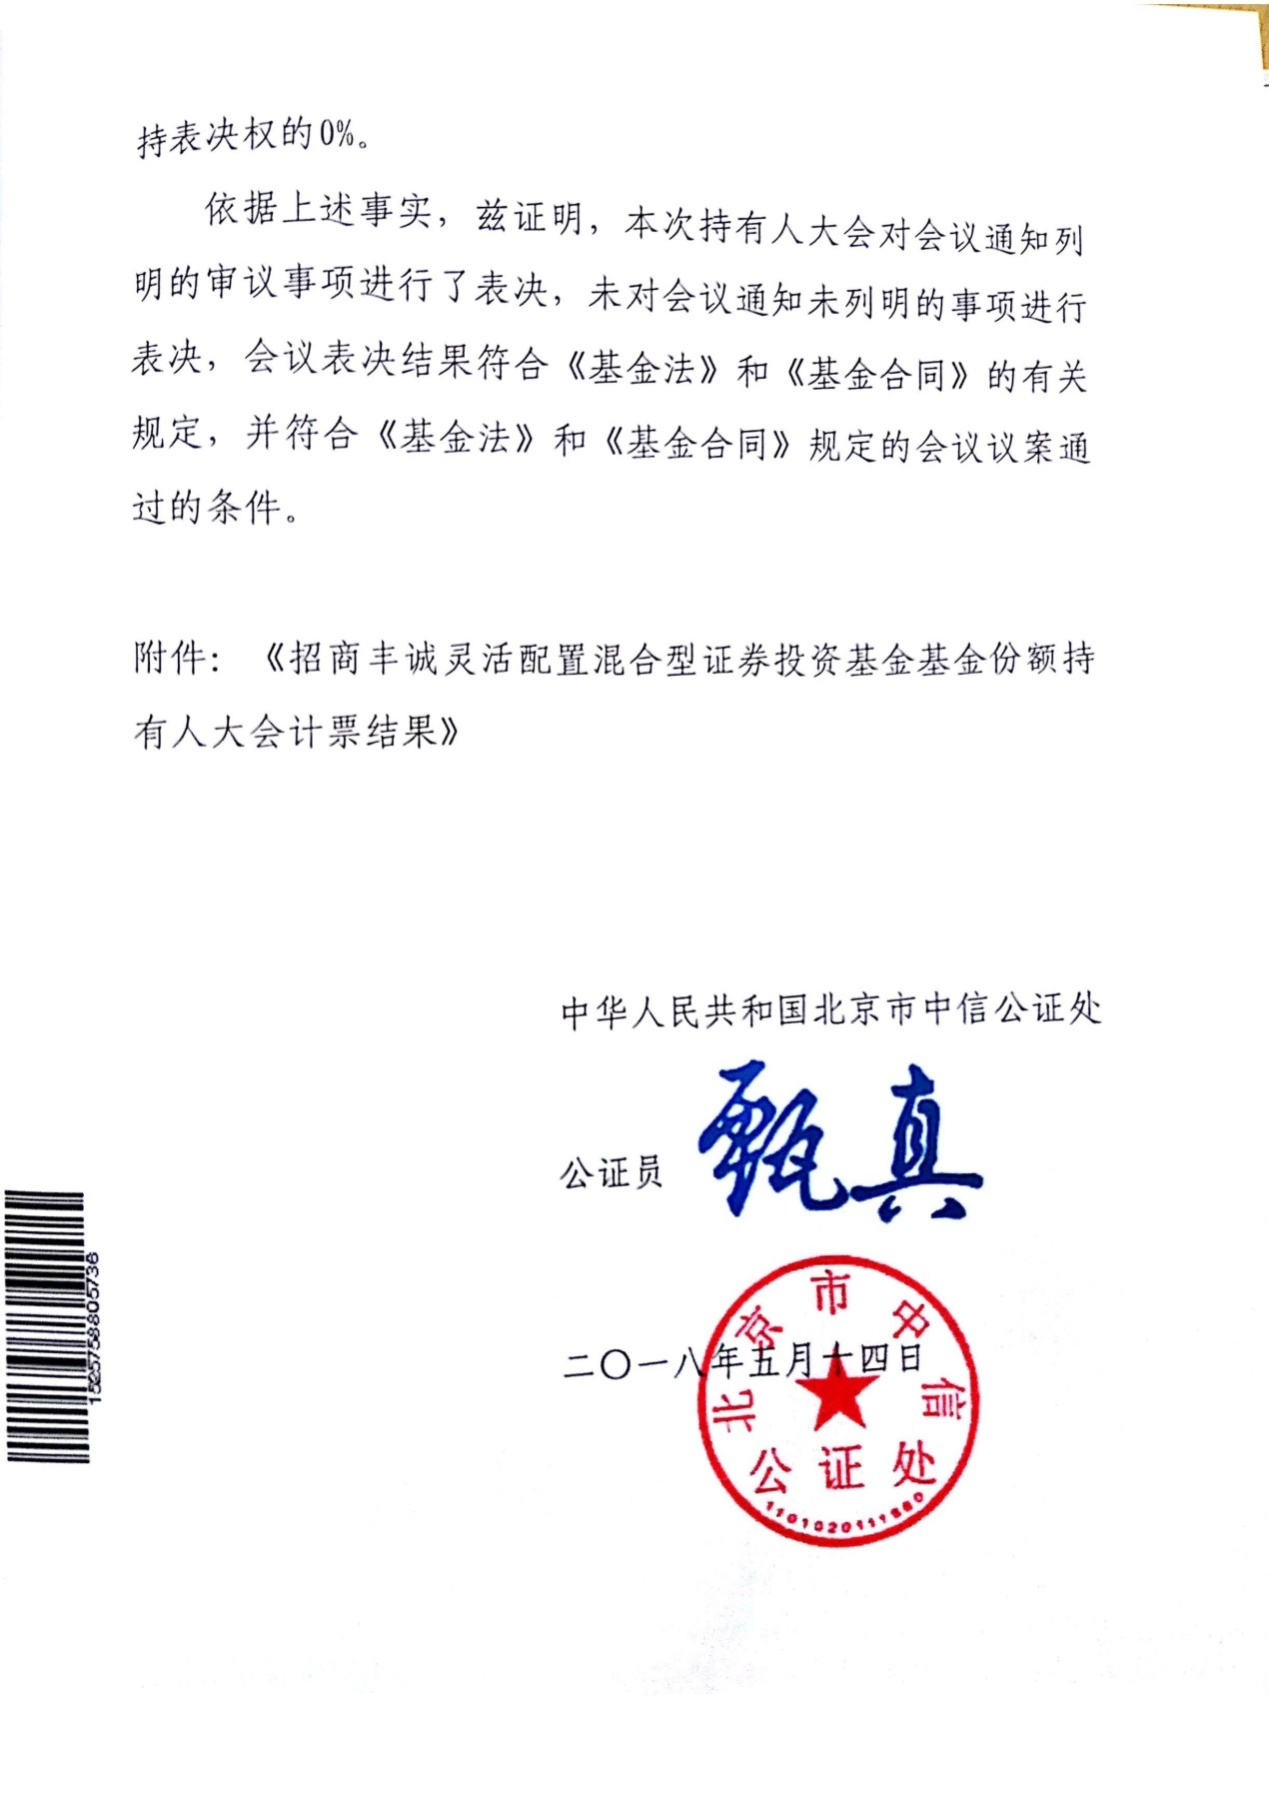 持表决权的0%。
依据上述事实，兹证明，本次持有人大会对会议通知列
明的审议事项进行了表决，未对会议通知未列明的事项进行
表决，会议表决结果符合《基金法》和《基金合同》的有关
规定，并符合《基金法》和《基金合同》规定的会议议案通
过的条件。
附件：《招商丰诚灵活配置混合型证券投资基金基金份额持
有人大会计票结果》
中华人民共和国北京市中信公证处
公证员 甄真
二〇一八年五月十四日
北京市中信
公证处
1525758805736